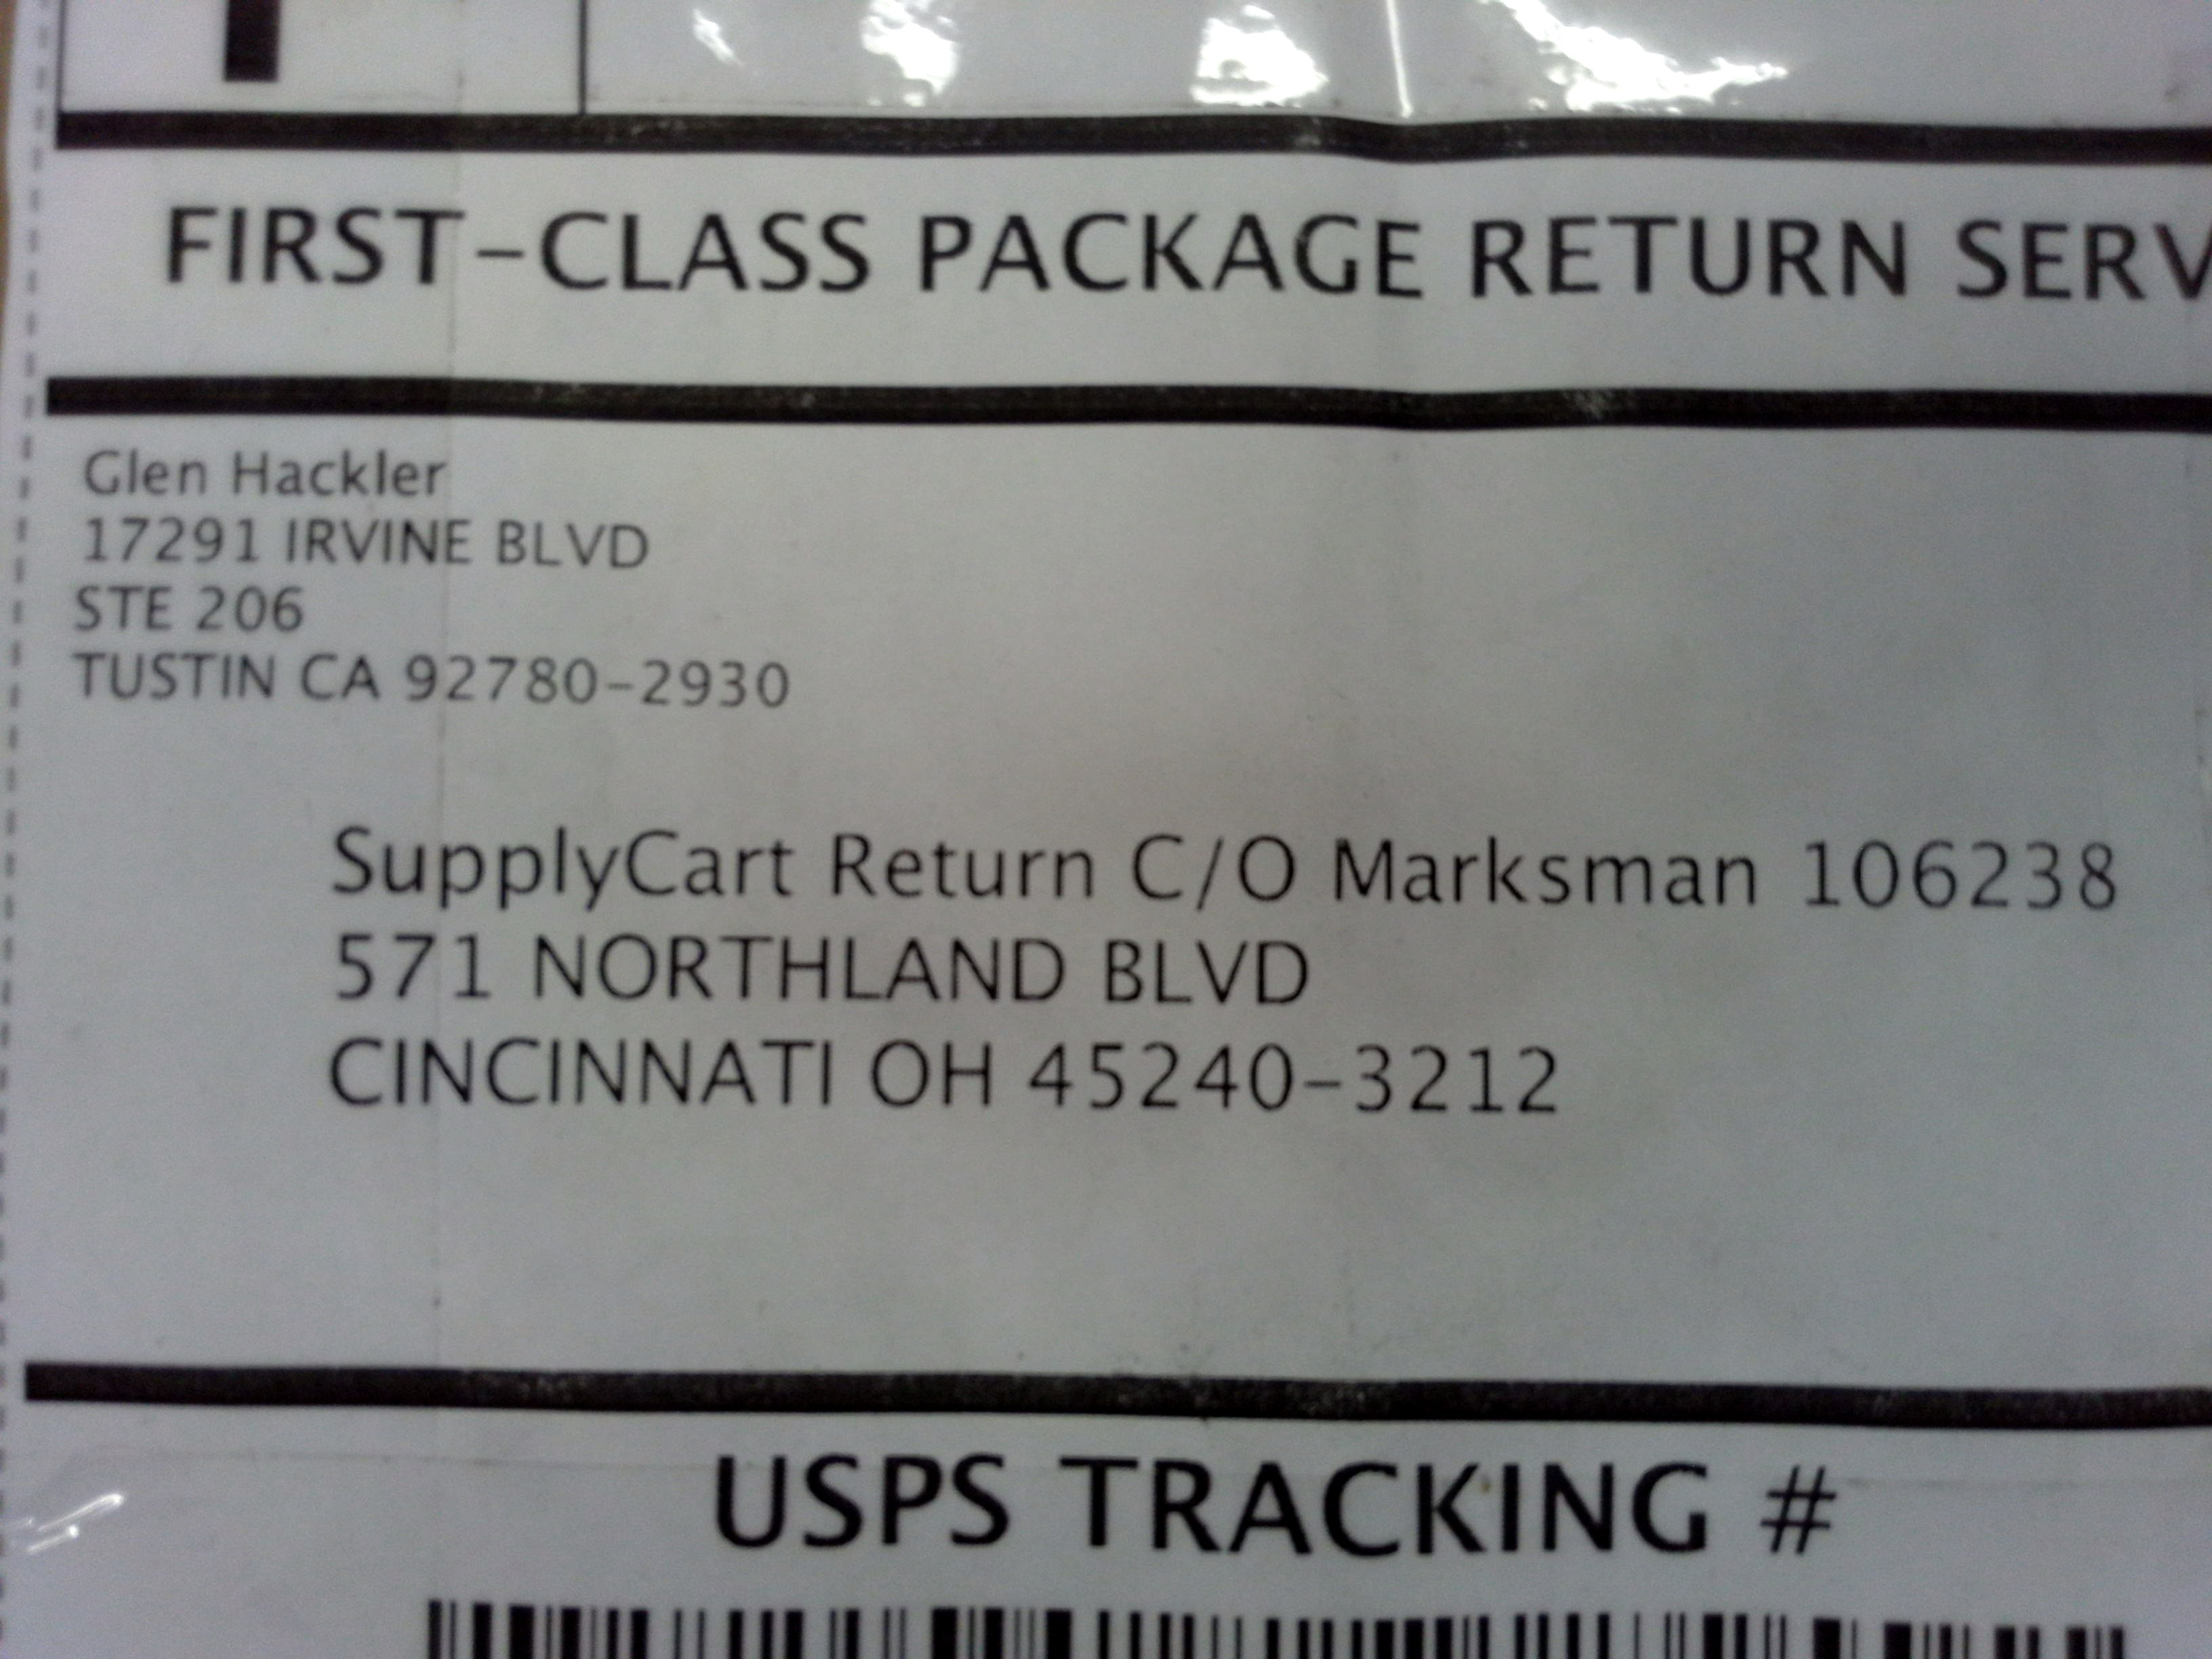 FIRST-CLASS PACKAGE RETURN SERV
Glen Hackler
17291 IRVINE BLVD
STE 206
TUSTIN CA 92780-2930
SupplyCart Return C/O Marksman 106238
571 NORTHLAND BLVD
CINCINNATI OH 45240-3212
USPS TRACKING #